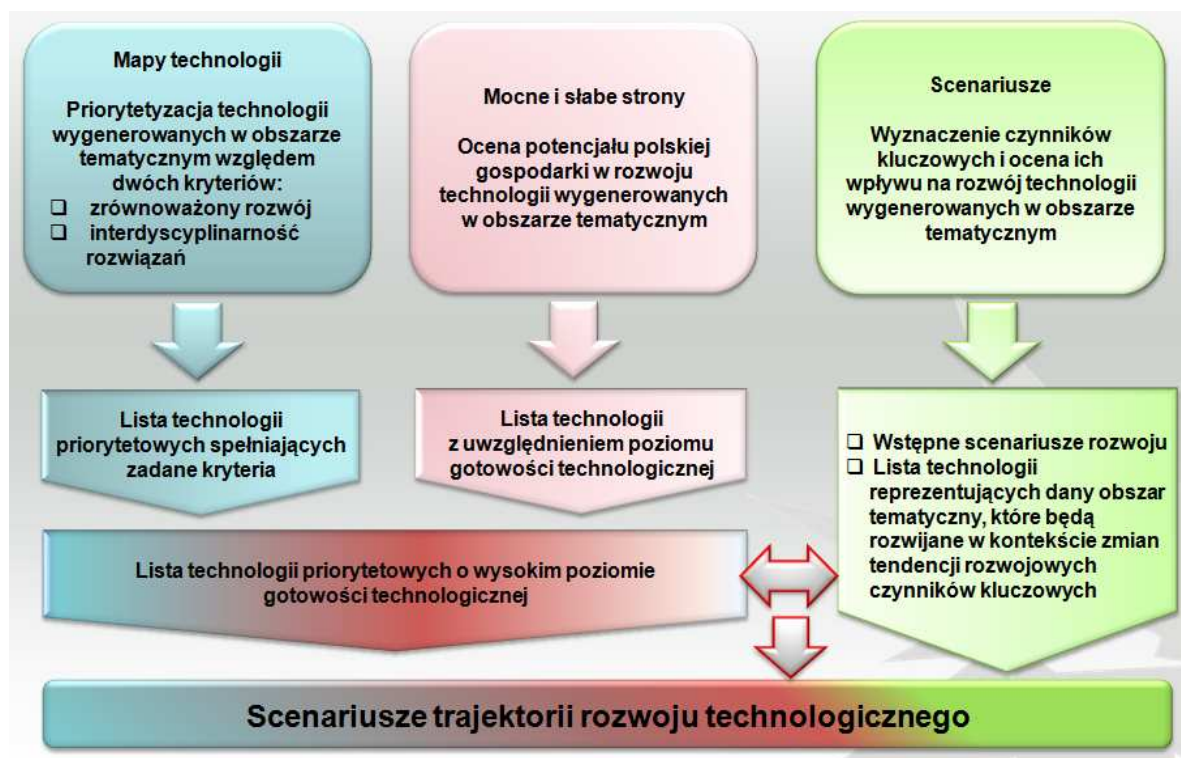 Mapy technologii
Priorytetyzacja technologii
wygenerowanych w obszarze
tematycznym względem
dwóch kryteriów:
❑ zrównoważony rozwój
❑ interdyscyplinarność
rozwiązań
Mocne i słabe strony
Ocena potencjału polskiej
gospodarki w rozwoju
technologii wygenerowanych
w obszarze tematycznym
Scenariusze
Wyznaczenie czynników
kluczowych i ocena ich
wpływu na rozwój technologii
wygenerowanych w obszarze
tematycznym
Lista technologii
priorytetowych spełniających
zadane kryteria
Lista technologii
z uwzględnieniem poziomu
gotowości technologicznej
❑ Wstępne scenariusze rozwoju
❑ Lista technologii
reprezentujących dany obszar
tematyczny, które będą
rozwijane w kontekście zmian
tendencji rozwojowych
czynników kluczowych
Lista technologii priorytetowych o wysokim poziomie
gotowości technologicznej
Scenariusze trajektorii rozwoju technologicznego